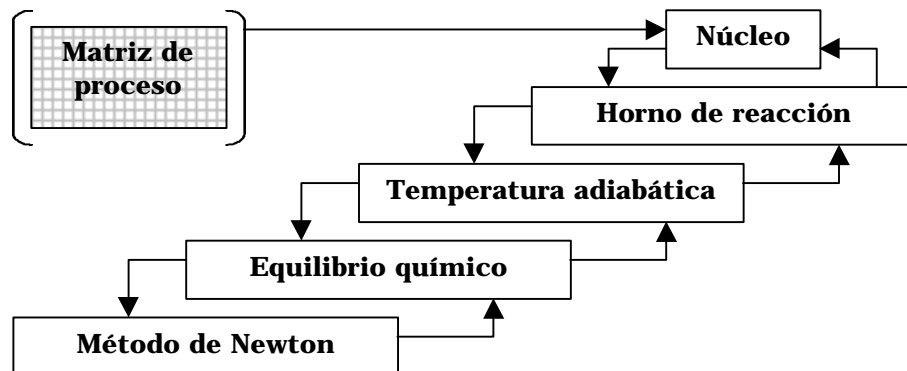 Matriz de
proceso
Núcleo
Horno de reacción
Temperatura adiabática
Equilibrio químico
Método de Newton